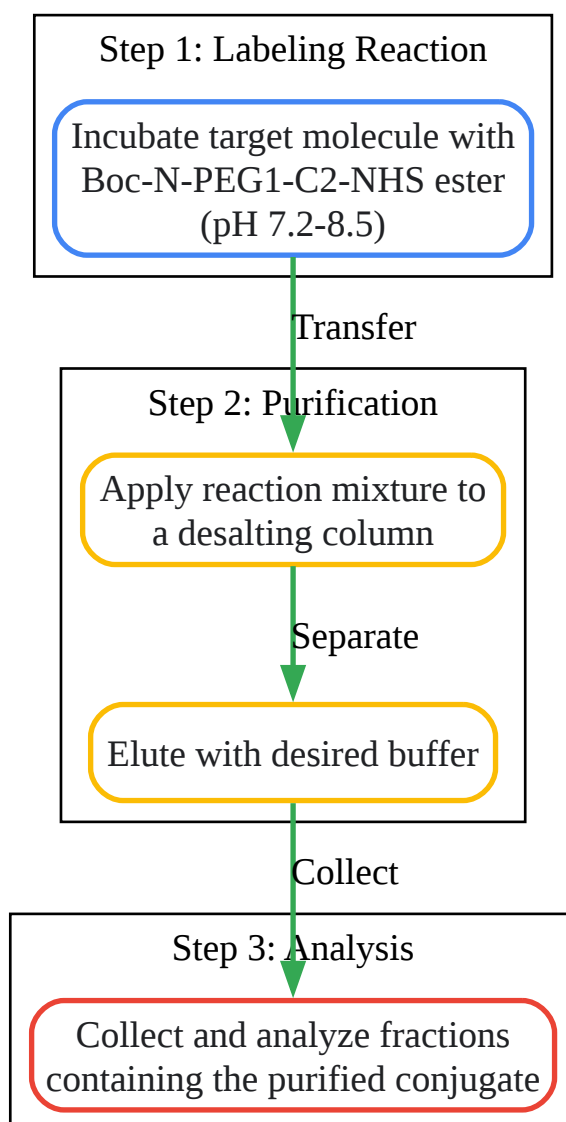 Step 1: Labeling Reaction
Incubate target molecule with
Boc-N-PEG1-C2-NHS ester
(pH 7.2-8.5)
Transfer
Step 2: Purification
Apply reaction mixture to
a desalting column
Separate
Elute with desired buffer
Collect
Step 3: Analysis
Collect and analyze fractions
containing the purified conjugate